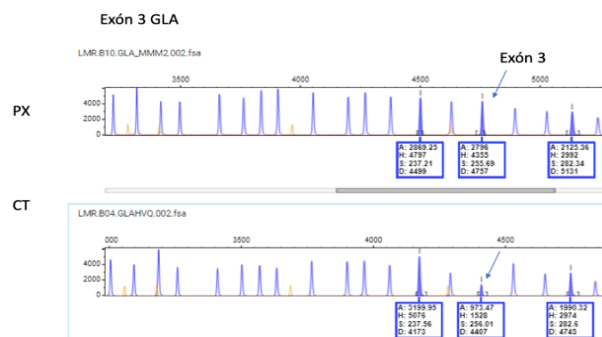 Exón 3 GLA
LMR.B10.GLA_MMM2.002.fsa
Exón 3
3500 4000 4500 5000
PX
4000
2000
0
A: 2869.25
H: 4797
S: 237.21
D: 4499
A: 2796
H: 4355
S: 255.69
D: 4757
A: 2125.36
H: 2992
S: 282.34
D: 5131
CT
LMR.B04.GLAHVQ.002.fsa
000 3500 4000 4500
4000
2000
0
A: 3199.95
H: 5076
S: 237.56
D: 4173
A: 973.47
H: 1528
S: 256.01
D: 4407
A: 1990.32
H: 2974
S: 282.6
D: 4745